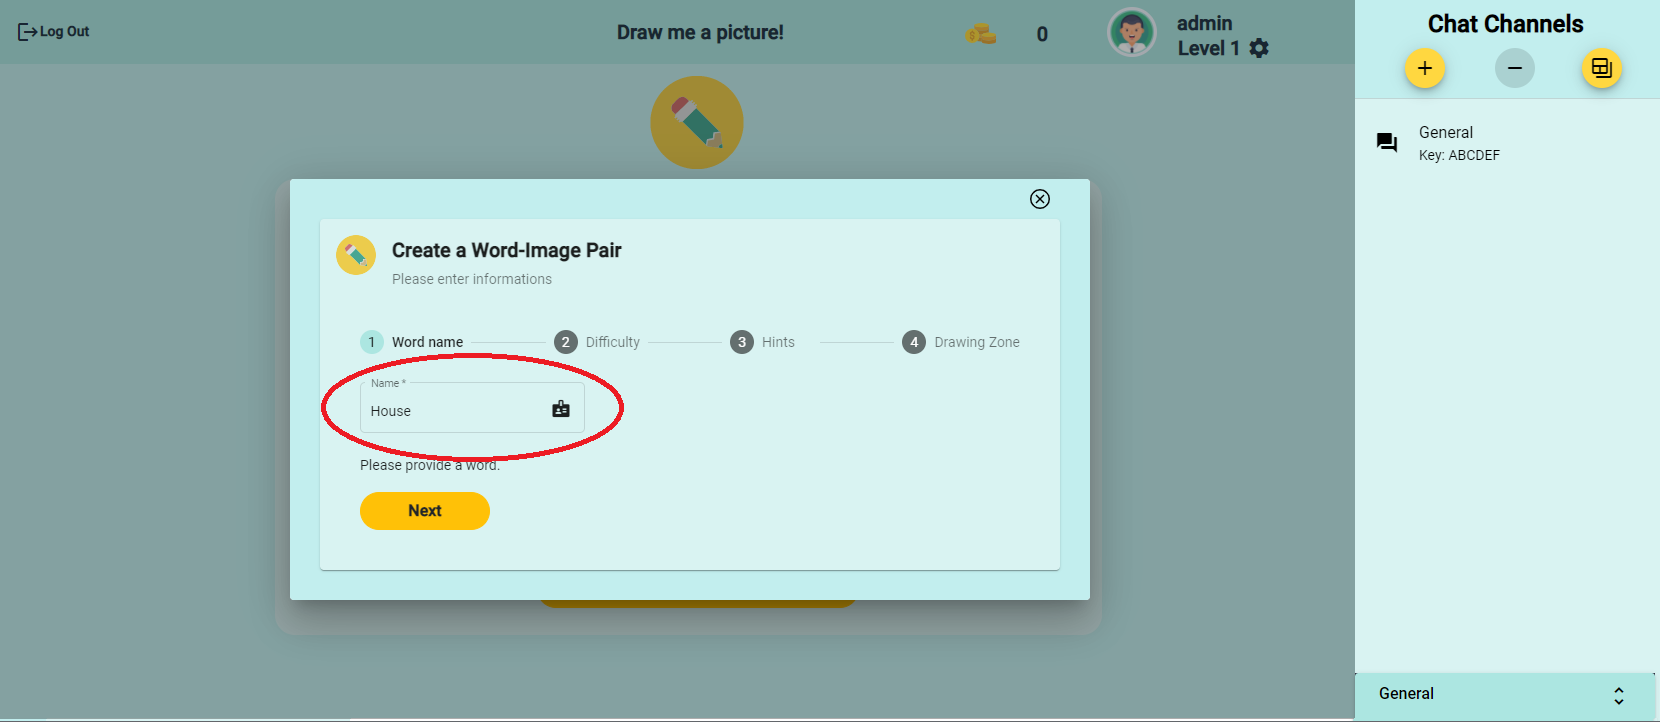 Log Out
Draw me a picture!
0
admin
Level 1
Chat Channels
General
Key: ABCDEF
Create a Word-Image Pair
Please enter informations
1 Word name
2 Difficulty
3 Hints
4 Drawing Zone
Name *
House
Please provide a word.
Next
General